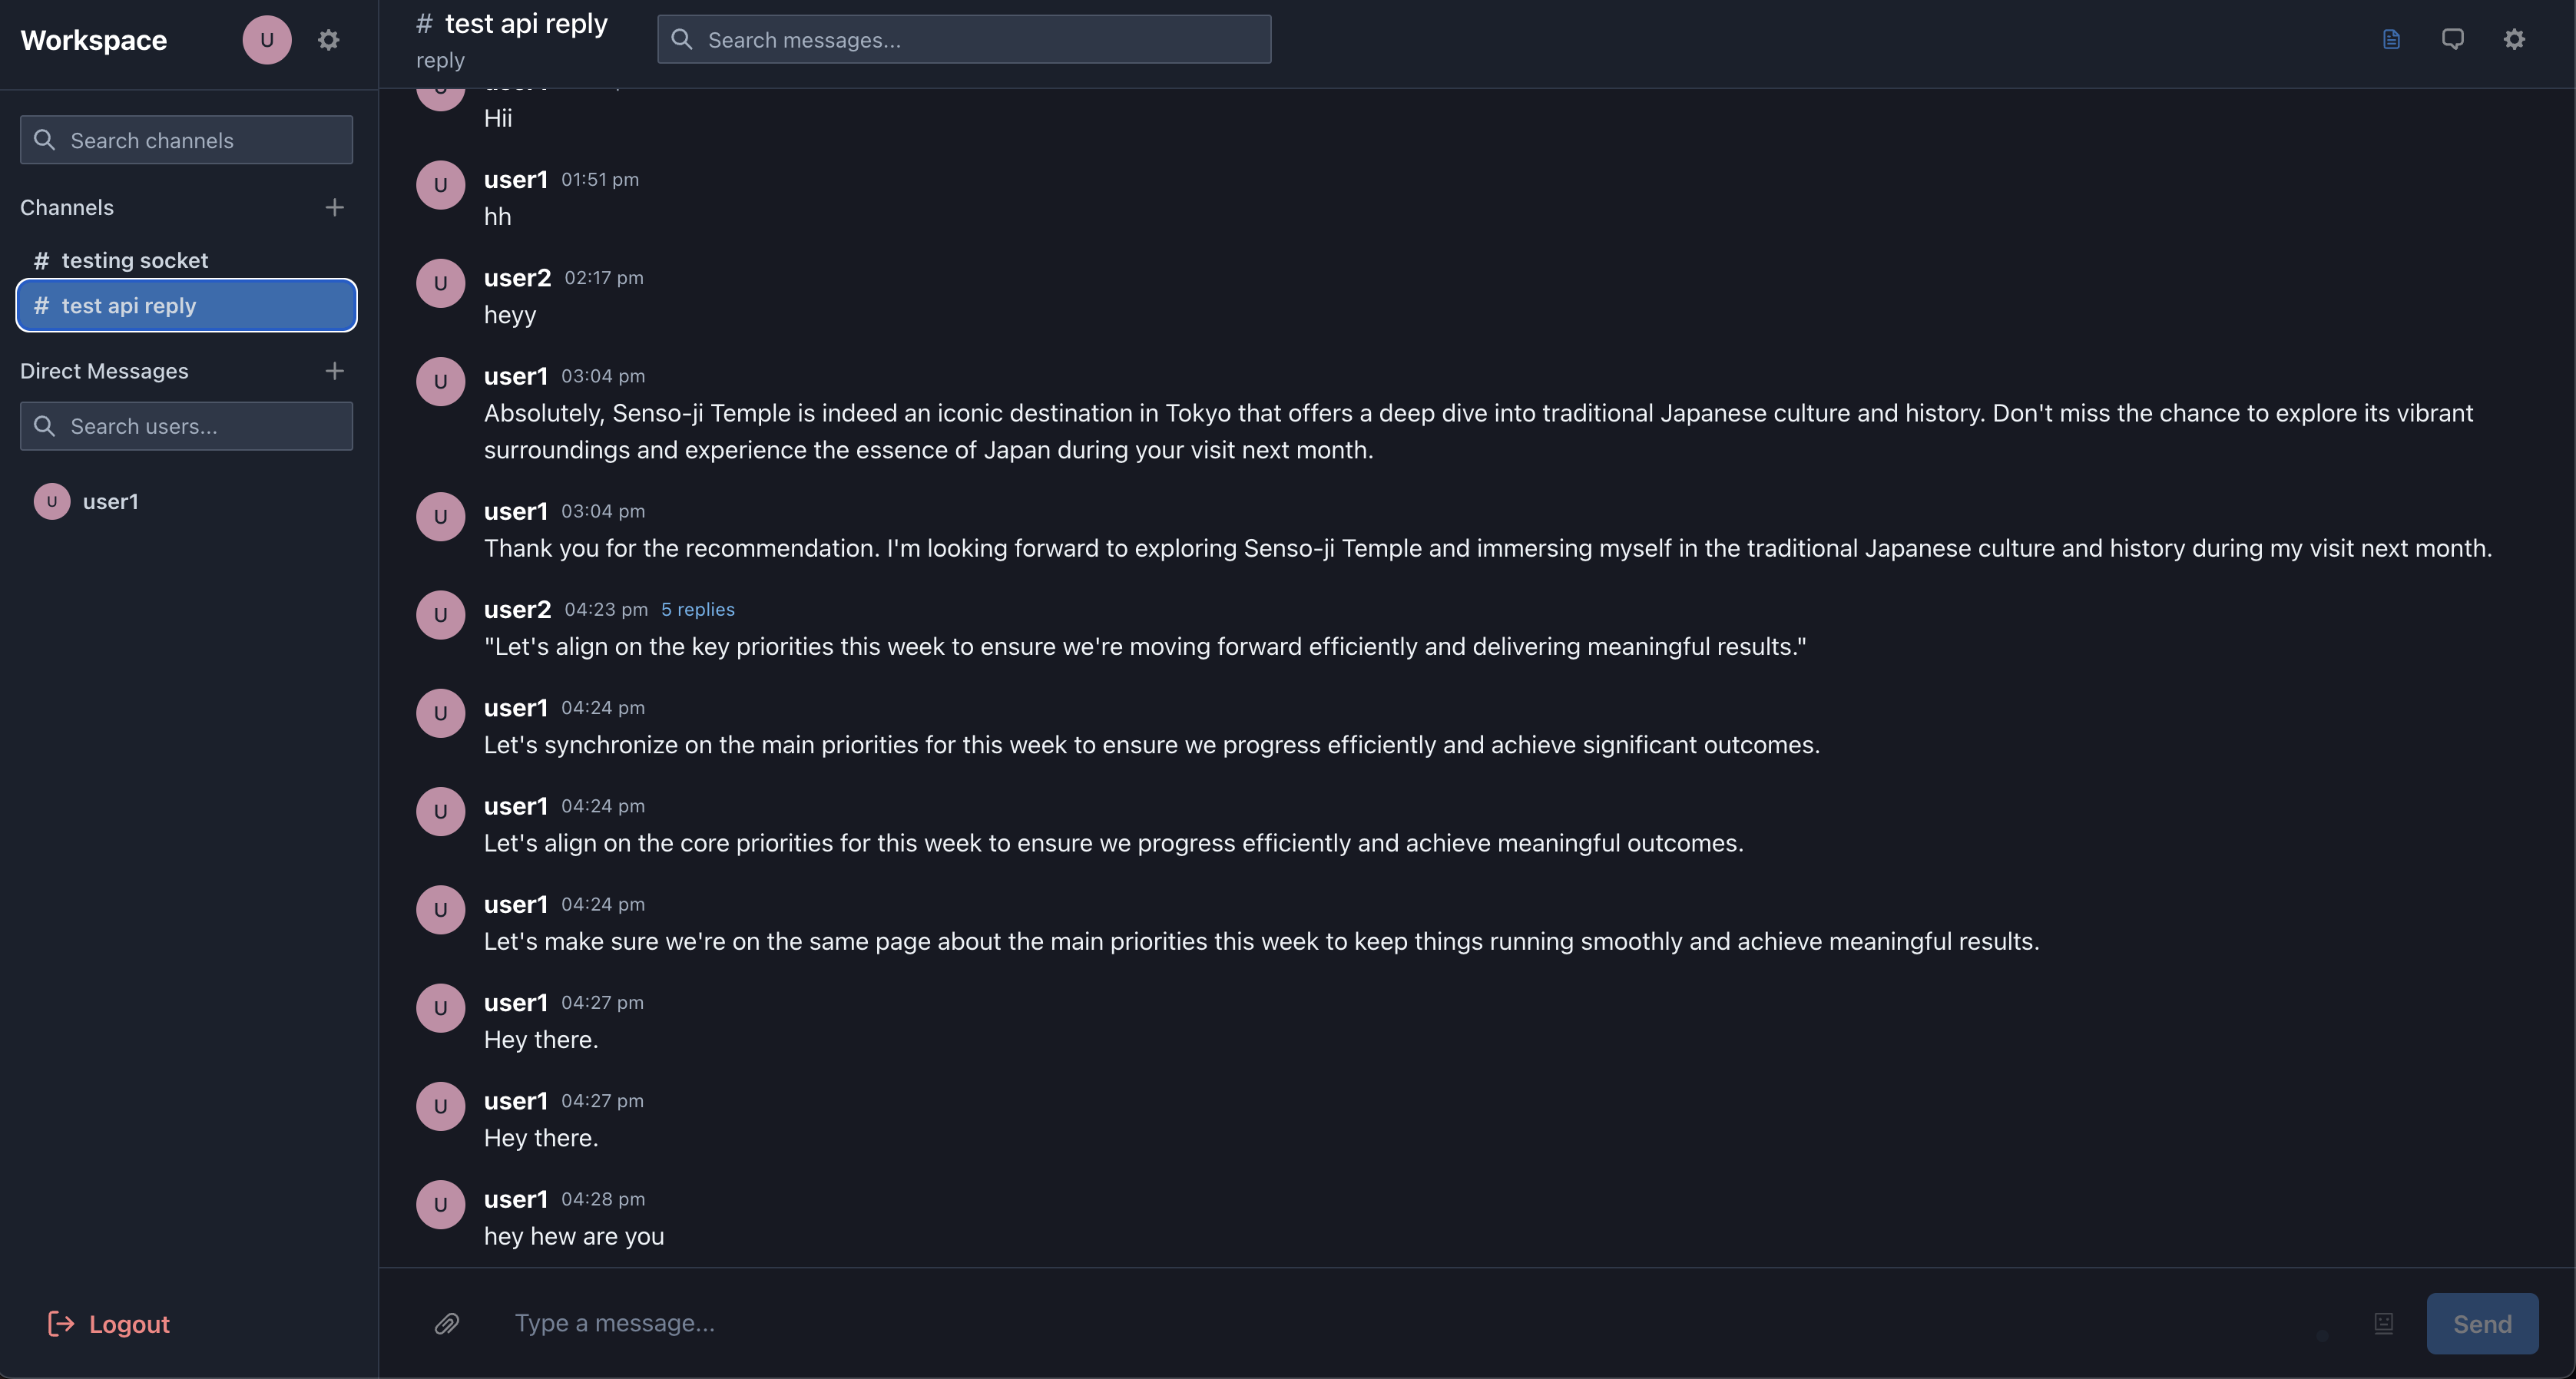 Workspace
U
Search channels
Channels
# testing socket
# test api reply
Direct Messages
Search users...
U user1
Logout
# test api reply
reply
Search messages...
U
Hii
U user1 01:51 pm
hh
U user2 02:17 pm
heyy
U user1 03:04 pm
Absolutely, Senso-ji Temple is indeed an iconic destination in Tokyo that offers a deep dive into traditional Japanese culture and history. Don't miss the chance to explore its vibrant
surroundings and experience the essence of Japan during your visit next month.
U user1 03:04 pm
Thank you for the recommendation. I'm looking forward to exploring Senso-ji Temple and immersing myself in the traditional Japanese culture and history during my visit next month.
U user2 04:23 pm 5 replies
"Let's align on the key priorities this week to ensure we're moving forward efficiently and delivering meaningful results."
U user1 04:24 pm
Let's synchronize on the main priorities for this week to ensure we progress efficiently and achieve significant outcomes.
U user1 04:24 pm
Let's align on the core priorities for this week to ensure we progress efficiently and achieve meaningful outcomes.
U user1 04:24 pm
Let's make sure we're on the same page about the main priorities this week to keep things running smoothly and achieve meaningful results.
U user1 04:27 pm
Hey there.
U user1 04:27 pm
Hey there.
U user1 04:28 pm
hey hew are you
Type a message...
Send